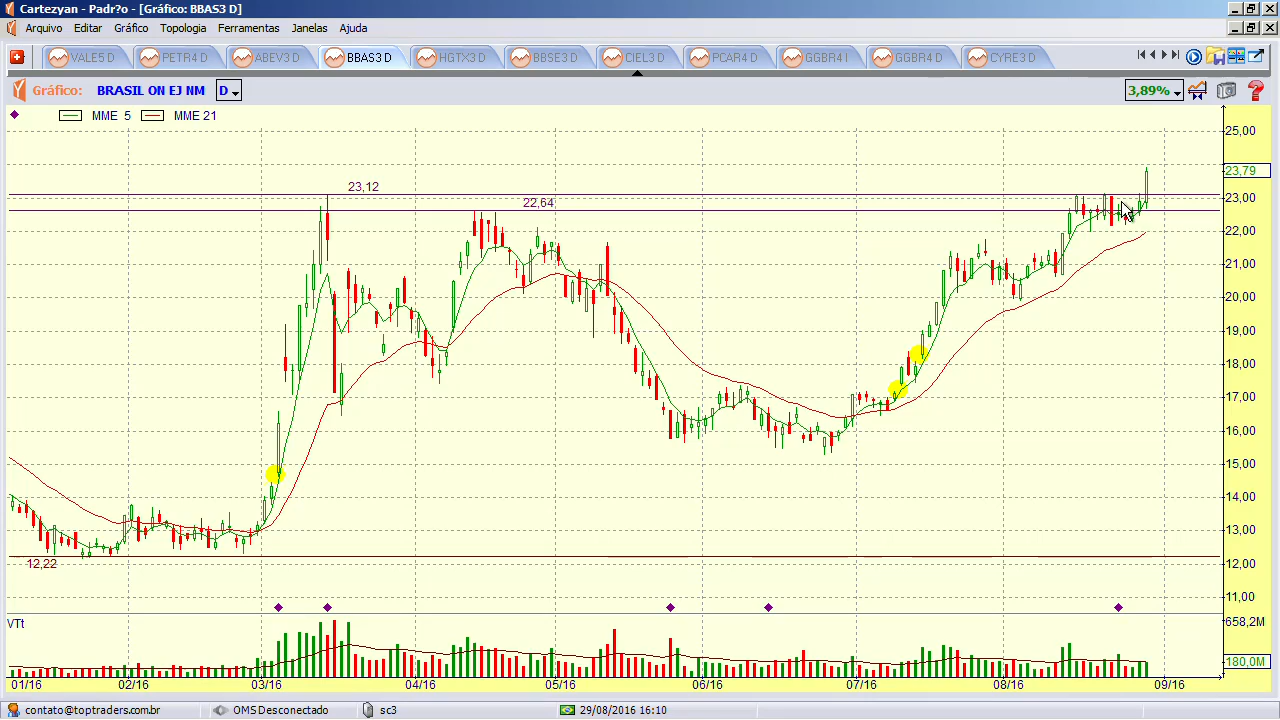 Cartezyan - Padr?o - [Gráfico: BBAS3 D]
Arquivo Editar Gráfico Topologia Ferramentas Janelas Ajuda
VALE5 D PETR4 D ABEV3 D BBAS3 D HGTX3 D BBSE3 D CIEL3 D PCAR4 D GGBR4 I GGBR4 D CYRE3 D
Gráfico: BRASIL ON EJ NM D 3,89%
MME 5 MME 21
25,00
23,79
23,12
23,00
22,64
22,00
21,00
20,00
19,00
18,00
17,00
16,00
15,00
14,00
13,00
12,22
12,00
11,00
VTt
658,2M
180,0M
01/16 02/16 03/16 04/16 05/16 06/16 07/16 08/16 09/16
contato@toptraders.com.br OMS Desconectado sc3 29/08/2016 16:10